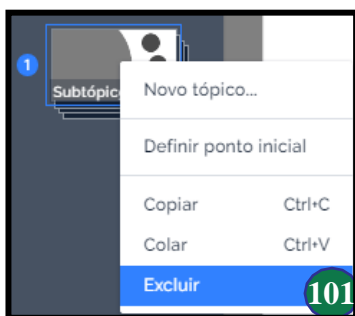 1
Subtópic
Novo tópico...
Definir ponto inicial
Copiar Ctrl+C
Colar Ctrl+V
Excluir
101